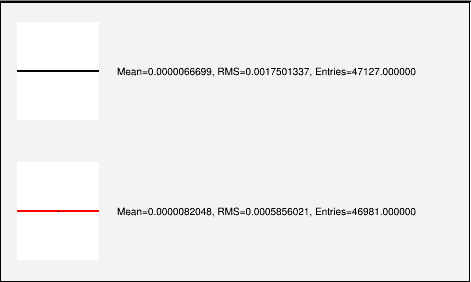 Mean=0.0000066699, RMS=0.0017501337, Entries=47127.000000
Mean=0.0000082048, RMS=0.0005856021, Entries=46981.000000